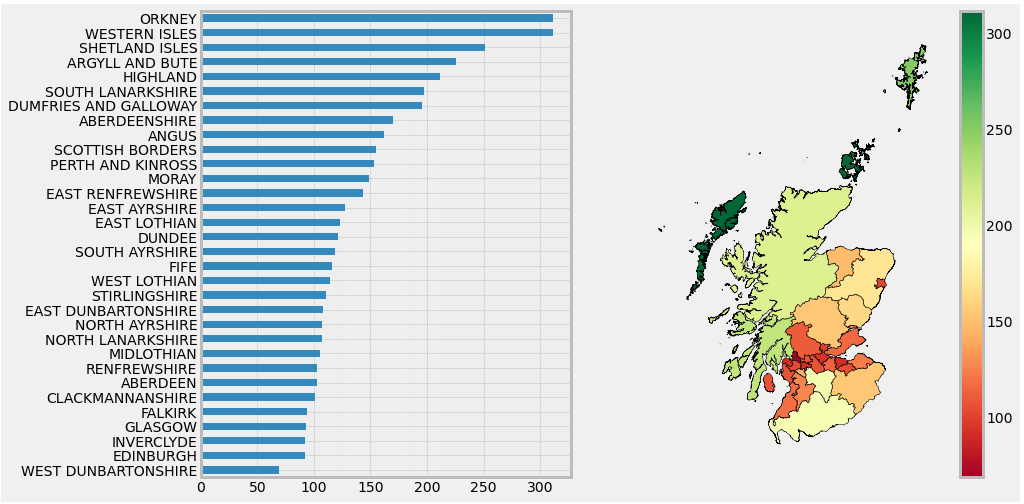 ORKNEY
WESTERN ISLES
SHETLAND ISLES
ARGYLL AND BUTE
HIGHLAND
SOUTH LANARKSHIRE
DUMFRIES AND GALLOWAY
ABERDEENSHIRE
ANGUS
SCOTTISH BORDERS
PERTH AND KINROSS
MORAY
EAST RENFREWSHIRE
EAST AYRSHIRE
EAST LOTHIAN
DUNDEE
SOUTH AYRSHIRE
FIFE
WEST LOTHIAN
STIRLINGSHIRE
EAST DUNBARTONSHIRE
NORTH AYRSHIRE
NORTH LANARKSHIRE
MIDLOTHIAN
RENFREWSHIRE
ABERDEEN
CLACKMANNANSHIRE
FALKIRK
GLASGOW
INVERCLYDE
EDINBURGH
WEST DUNBARTONSHIRE
0 50 100 150 200 250 300
300
250
200
150
100